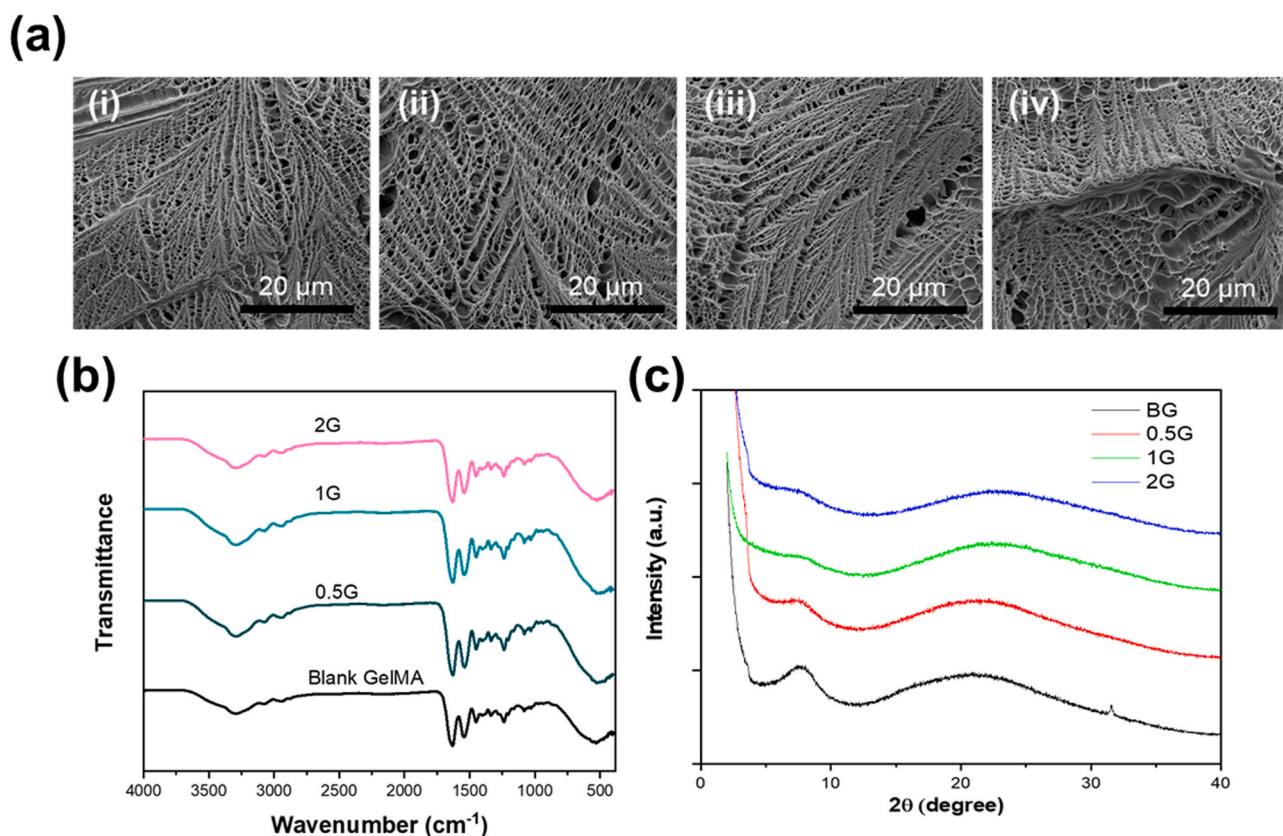 (a)
(i) (ii) (iii) (iv)
20 µm 20 µm 20 µm 20 µm
(b)
2G
1G
0.5G
Blank GelMA
Transmittance
4000 3500 3000 2500 2000 1500 1000 500
Wavenumber (cm⁻¹)
(c)
BG
0.5G
1G
2G
Intensity (a.u.)
0 10 20 30 40
2θ (degree)